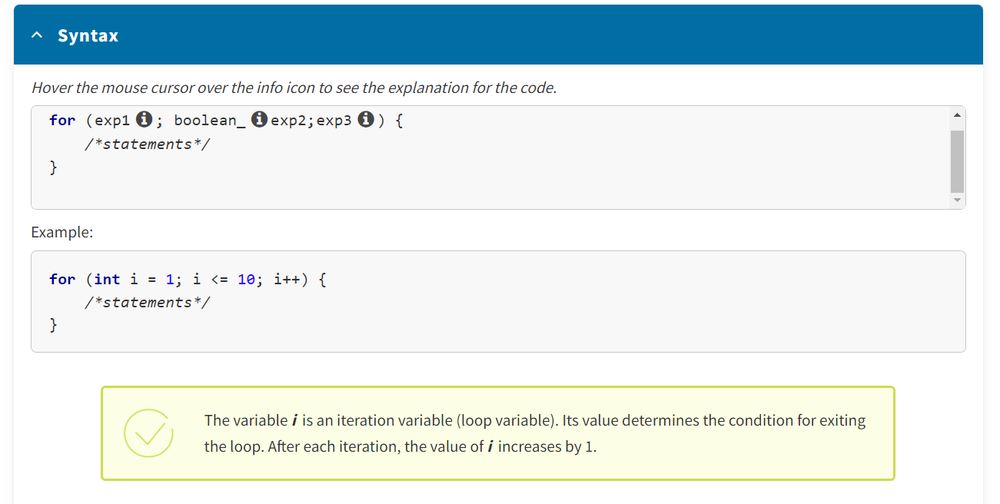 Syntax
Hover the mouse cursor over the info icon to see the explanation for the code.
for (exp1 ; boolean_ exp2;exp3 ) {
    /*statements*/
}
Example:
for (int i = 1; i <= 10; i++) {
    /*statements*/
}
The variable i is an iteration variable (loop variable). Its value determines the condition for exiting
the loop. After each iteration, the value of i increases by 1.